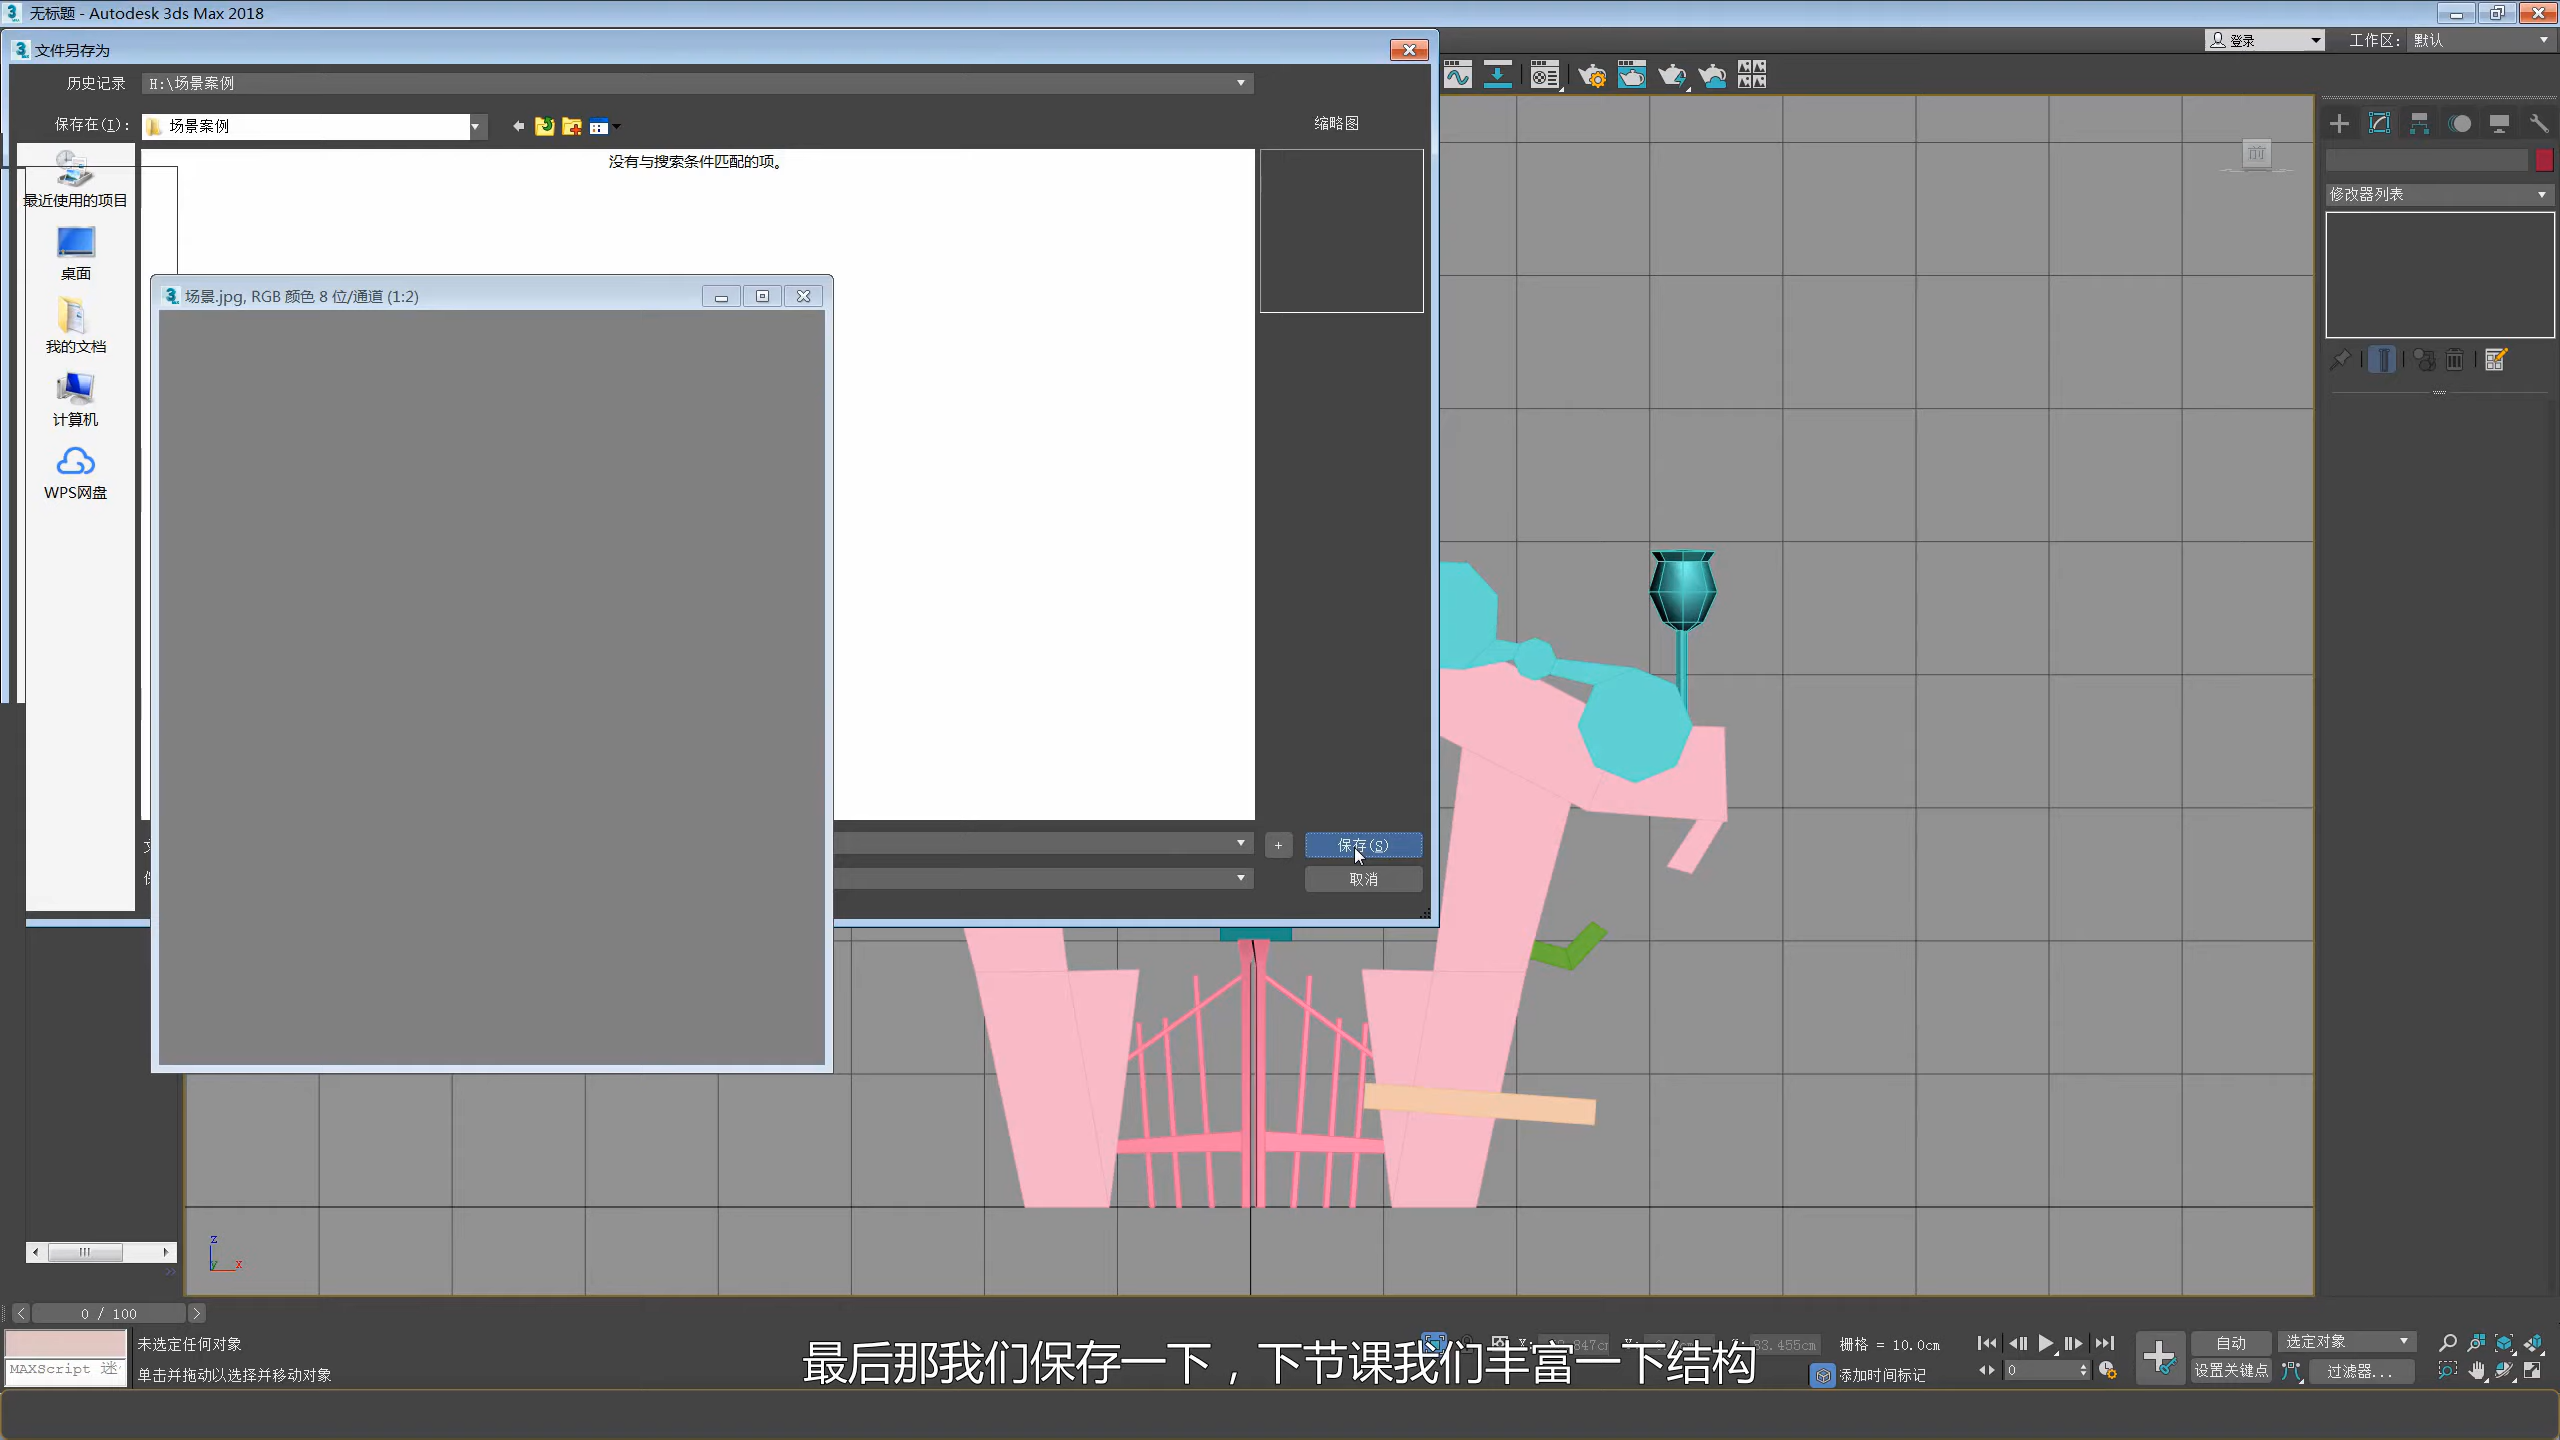 无标题 - Autodesk 3ds Max 2018
登录
工作区: 默认
文件另存为
历史记录 H:\场景案例
保存在(I): 场景案例
缩略图
没有与搜索条件匹配的项。
最近使用的项目
桌面
我的文档
计算机
WPS网盘
场景.jpg, RGB 颜色 8 位/通道 (1:2)
前
修改器列表
+ 保存(S)
取消
z
y x
0 / 100
未选定任何对象
MAXScript 迷
单击并拖动以选择并移动对象
最后那我们保存一下，下节课我们丰富一下结构
83.455cm
栅格 = 10.0cm
添加时间标记
0
自动
设置关键点
选定对象
过滤器...